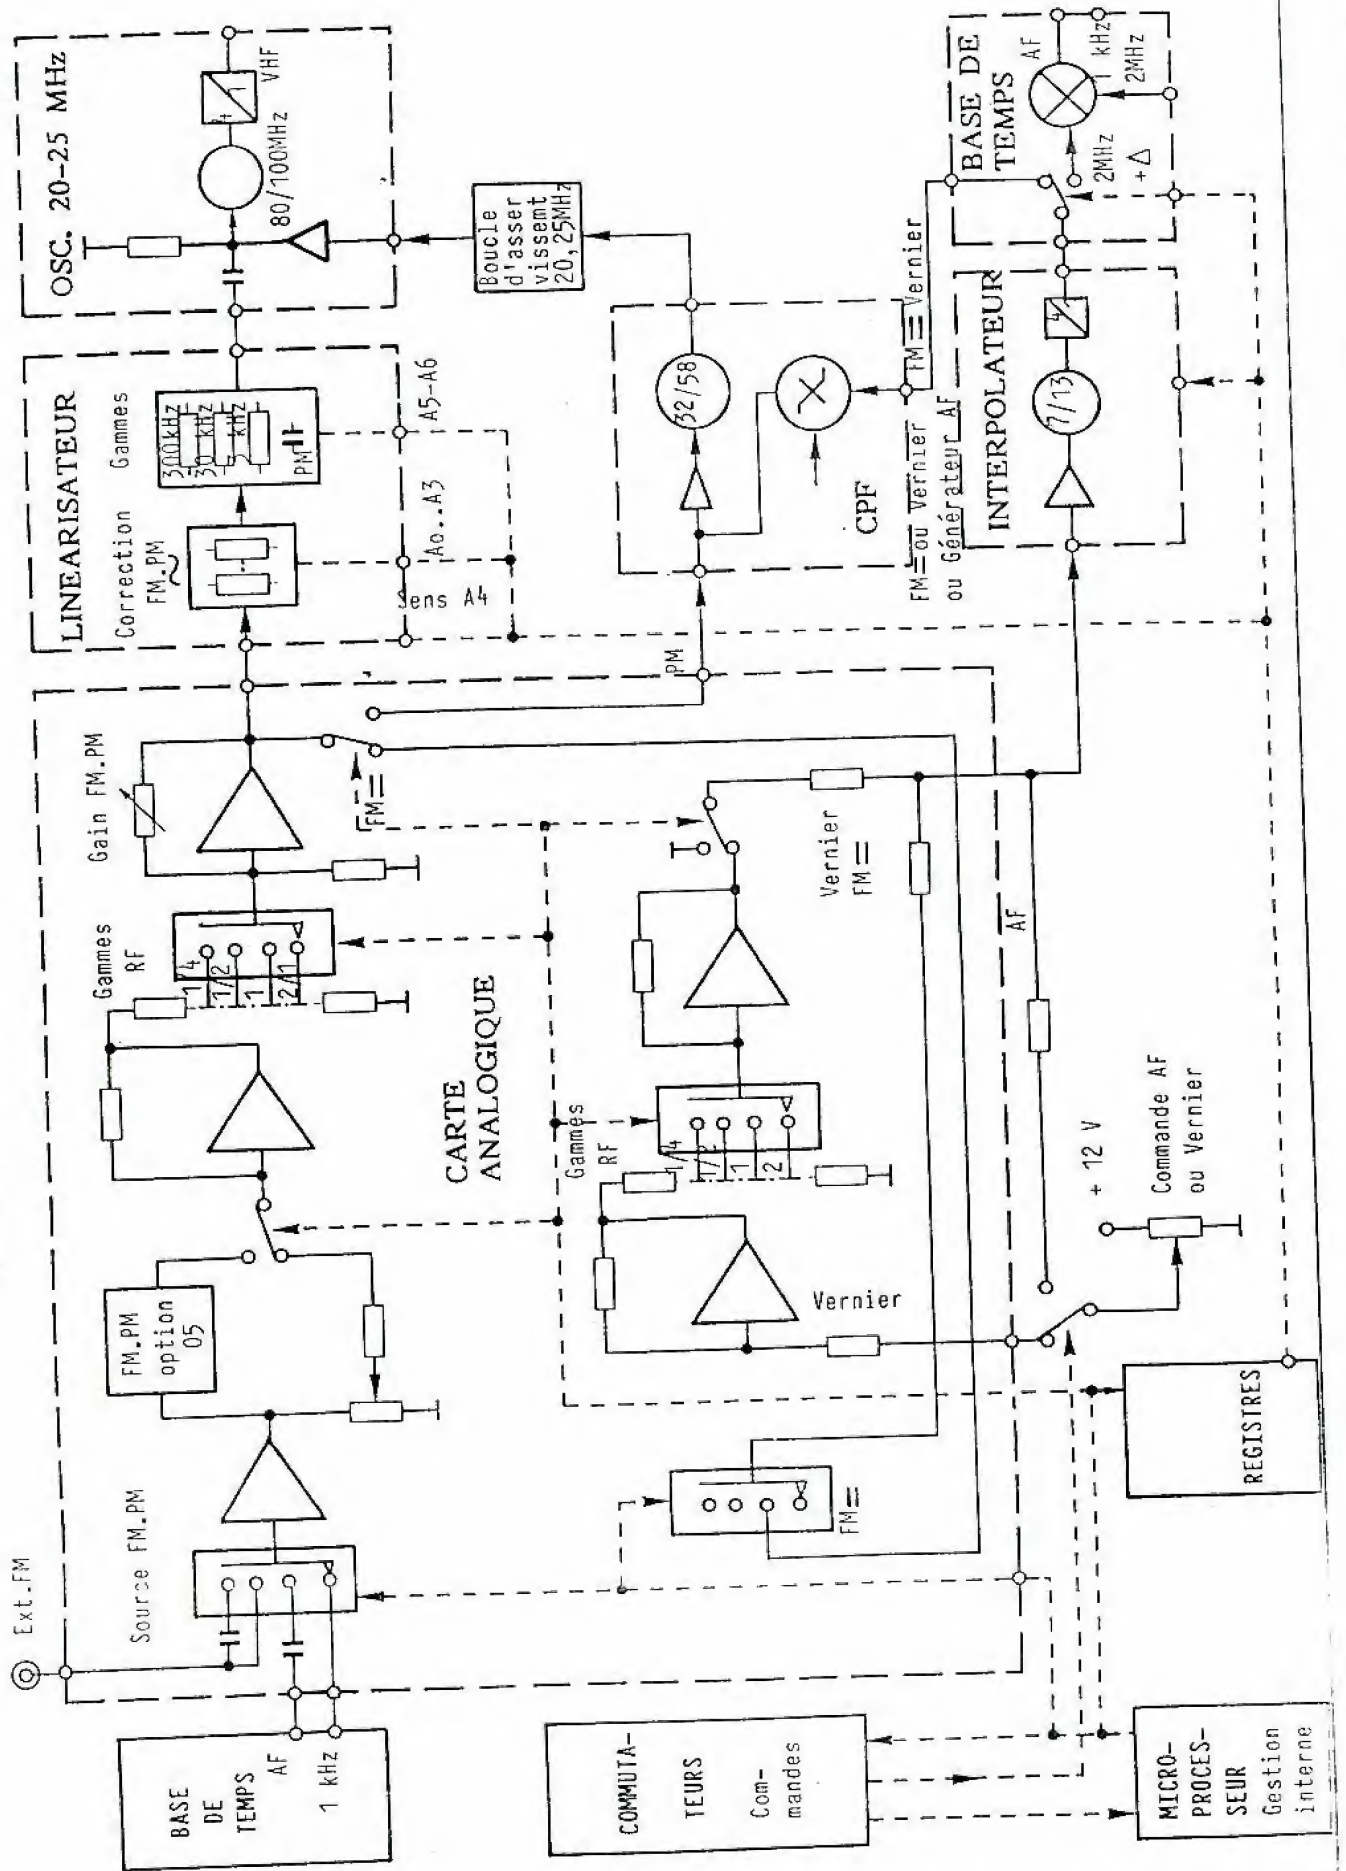 Ext.FM
BASE
DE
TEMPS
AF
1 kHz
Source FM.PM
FM.PM
option
05
Gammes
RF
1/4
1/2
1
2/1
Gain FM.PM
FM=
LINEARISATEUR
Correction
FM.PM
Gammes
300kHz
30 kHz
3 kHz
PM
Ao..A3
A5-A6
Sens A4
OSC. 20-25 MHz
80/100MHz
4
1
VHF
Boucle
d'asser
vissemt
20,25MHz
PM
32/58
CPF
FM= Vernier
FM=ou Vernier
ou Générateur AF
INTERPOLATEUR
7/13
4
1
BASE DE
TEMPS
AF
1 kHz
2MHz
2MHz
+Δ
CARTE
ANALOGIQUE
Gammes
RF
1/4
1/2
1
2
Vernier
Vernier
FM=
AF
FM=
+ 12 V
Commande AF
ou Vernier
COMMUTA-
TEURS
Com-
mandes
REGISTRES
MICRO-
PROCES-
SEUR
Gestion
interne